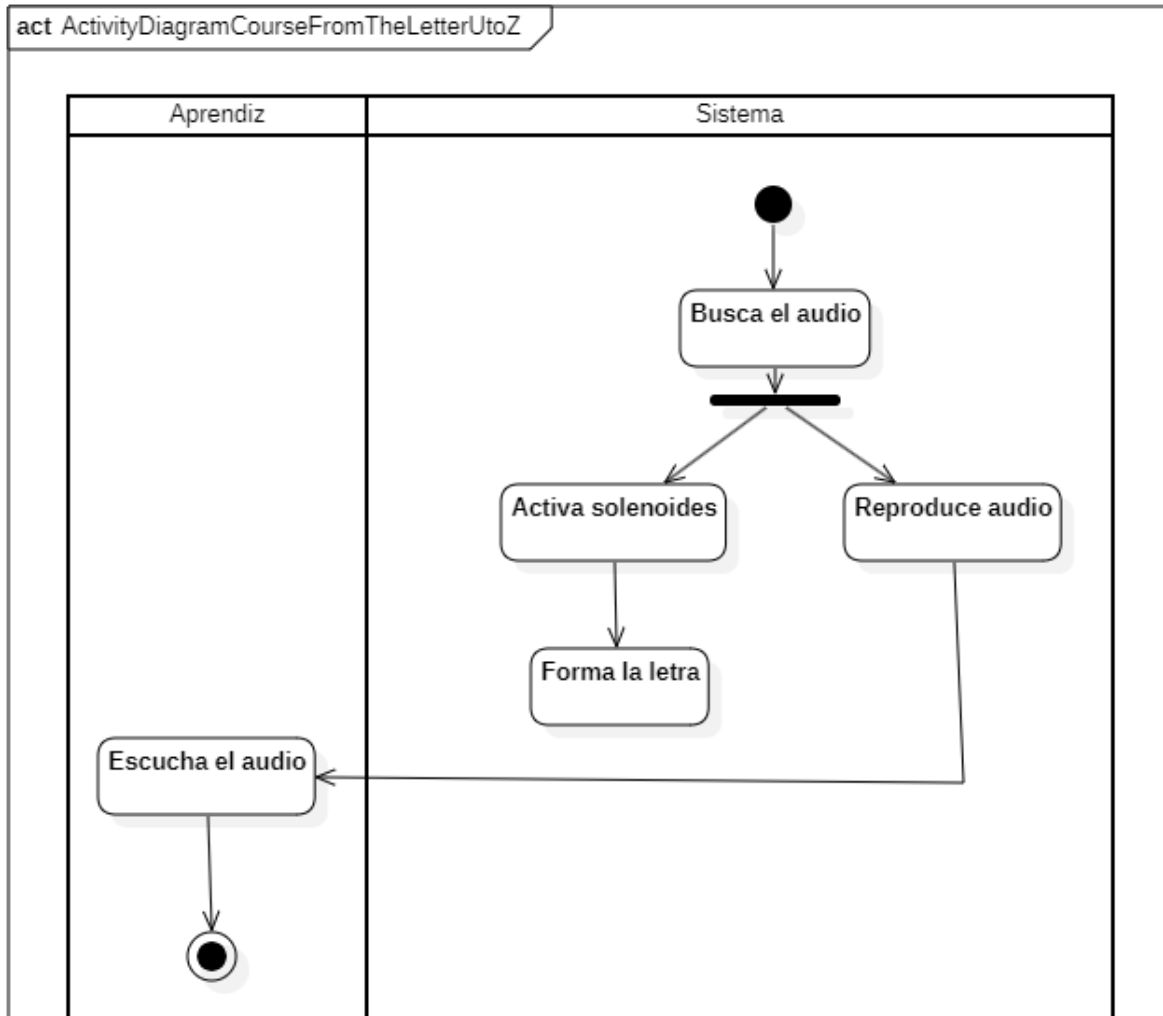 act ActivityDiagramCourseFromTheLetterUtoZ
Aprendiz
Sistema
Busca el audio
Activa solenoides
Reproduce audio
Forma la letra
Escucha el audio